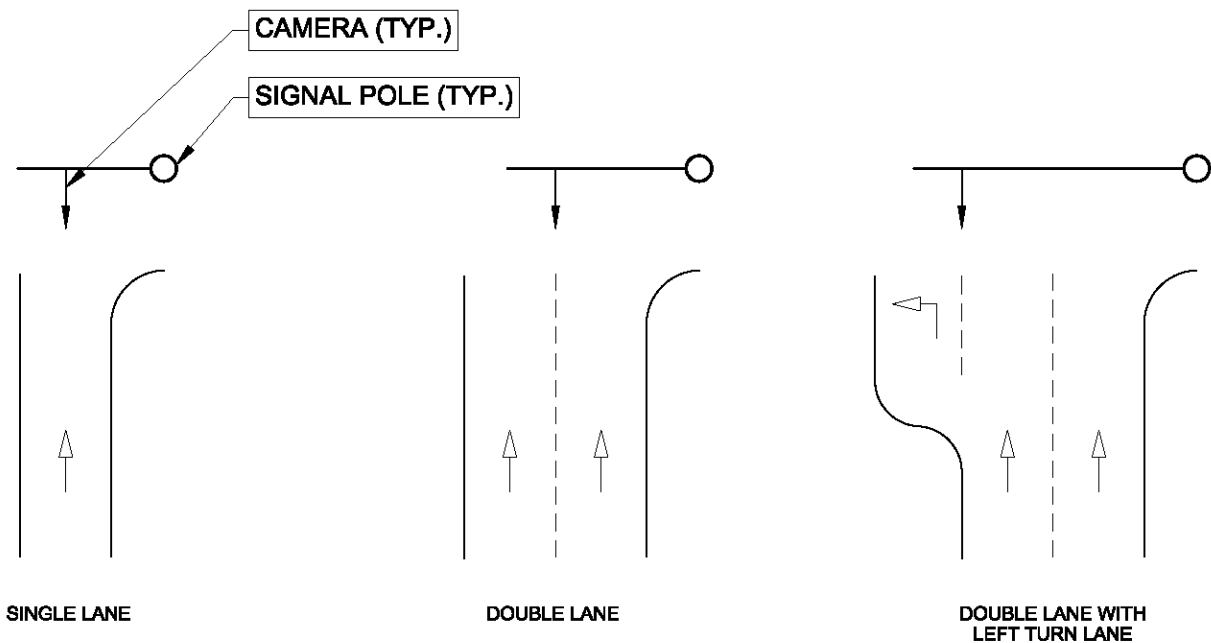 CAMERA (TYP.)
SIGNAL POLE (TYP.)
SINGLE LANE
DOUBLE LANE
DOUBLE LANE WITH
LEFT TURN LANE